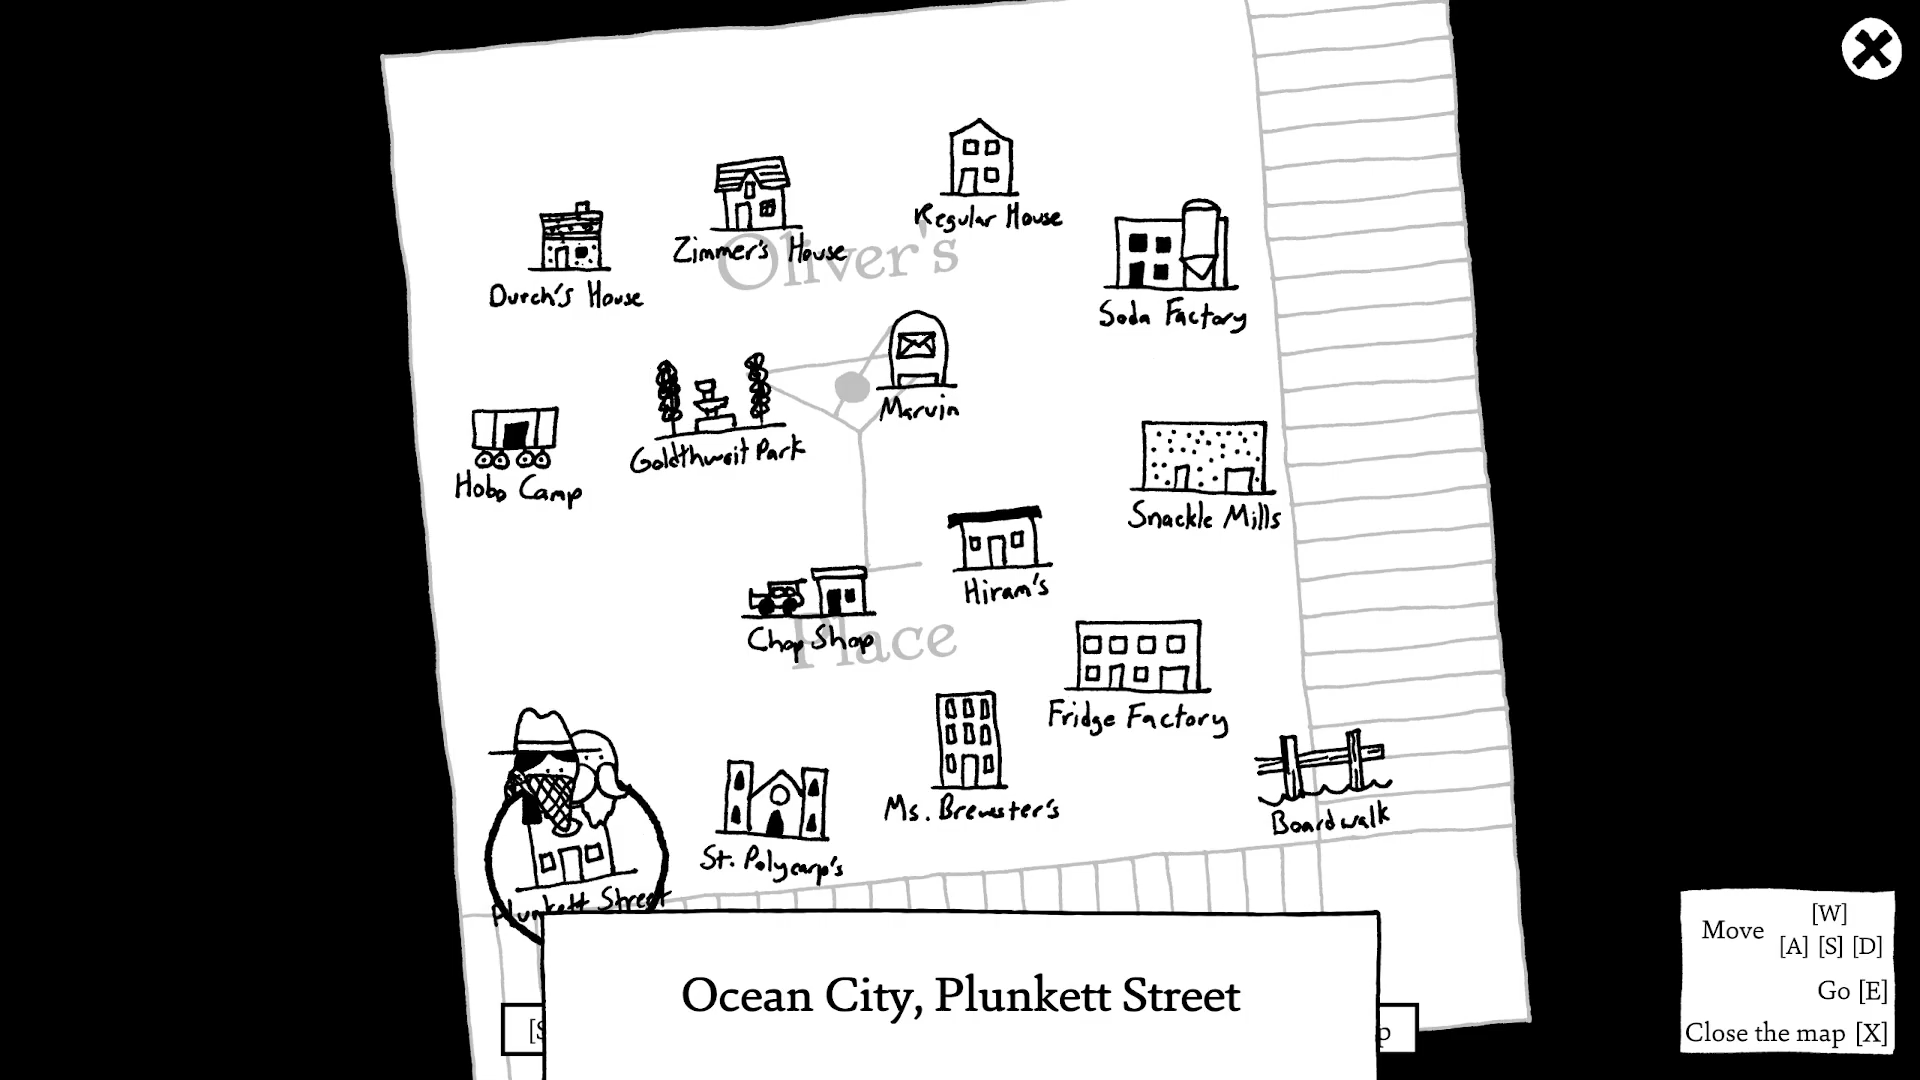 Regular House
Zimmer's House
Oliver's
Durch's House
Soda Factory
Marvin
Goldthwait Park
Hobo Camp
Snackle Mills
Hiram's
Chop Shop
Place
Fridge Factory
Ms. Brewster's
Boardwalk
St. Polycarp's
Plunkett Street
Ocean City, Plunkett Street
Move [W]
[A] [S] [D]
Go [E]
Close the map [X]